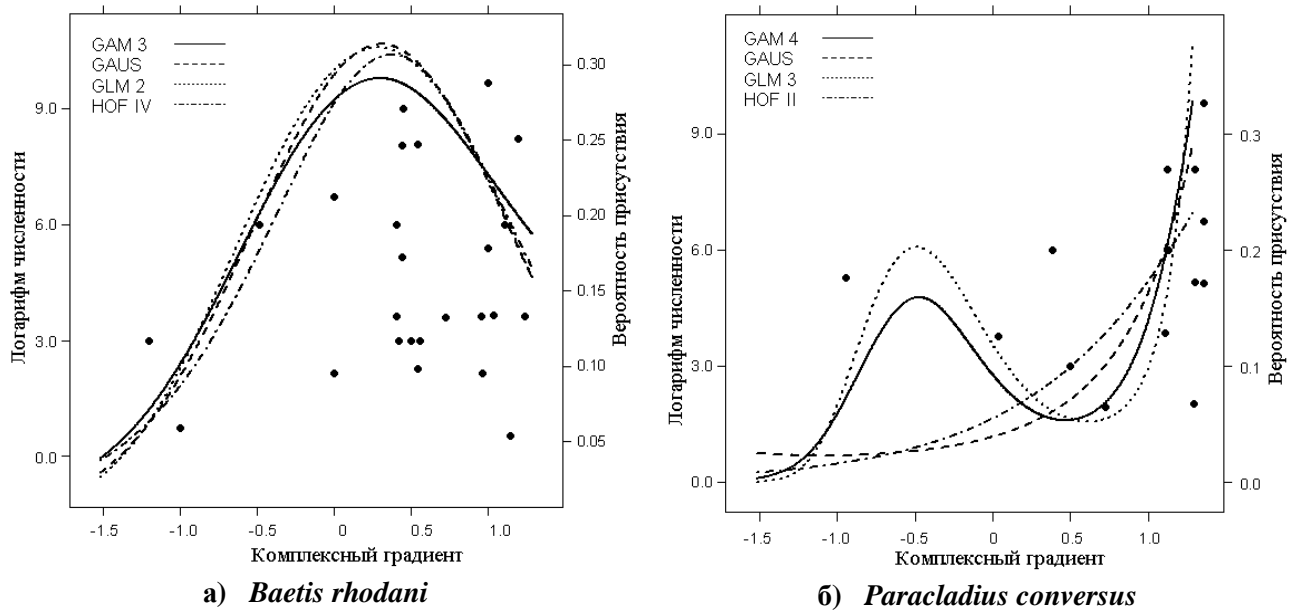 GAM 3
GAUS
GLM 2
HOF IV
Логарифм численности
9.0
6.0
3.0
0.0
0.30
0.25
0.20
0.15
0.10
0.05
Вероятность присутствия
-1.5
-1.0
-0.5
0
0.5
1.0
Комплексный градиент
а) Baetis rhodani
GAM 4
GAUS
GLM 3
HOF II
Логарифм численности
9.0
6.0
3.0
0.0
0.3
0.2
0.1
0.0
Вероятность присутствия
-1.5
-1.0
-0.5
0.0
0.5
1.0
Комплексный градиент
б) Paracladius conversus